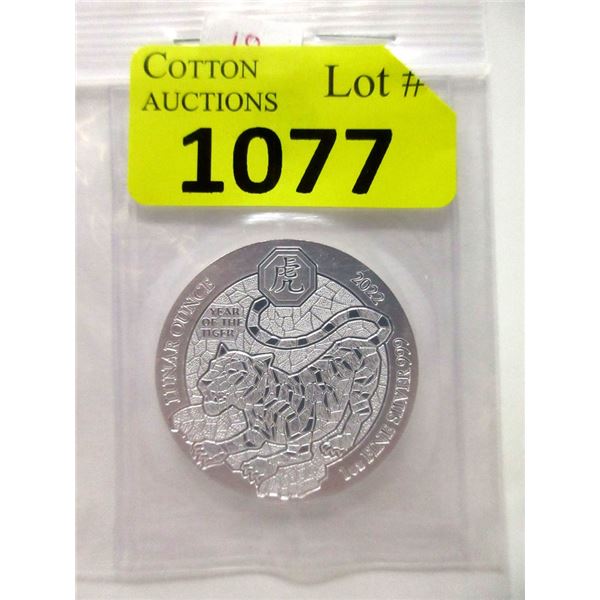 COTTON
AUCTIONS
Lot #
1077
虎
2022
LUNAR OUNCE
YEAR
OF THE
TIGER
1oz FINE SILVER 999